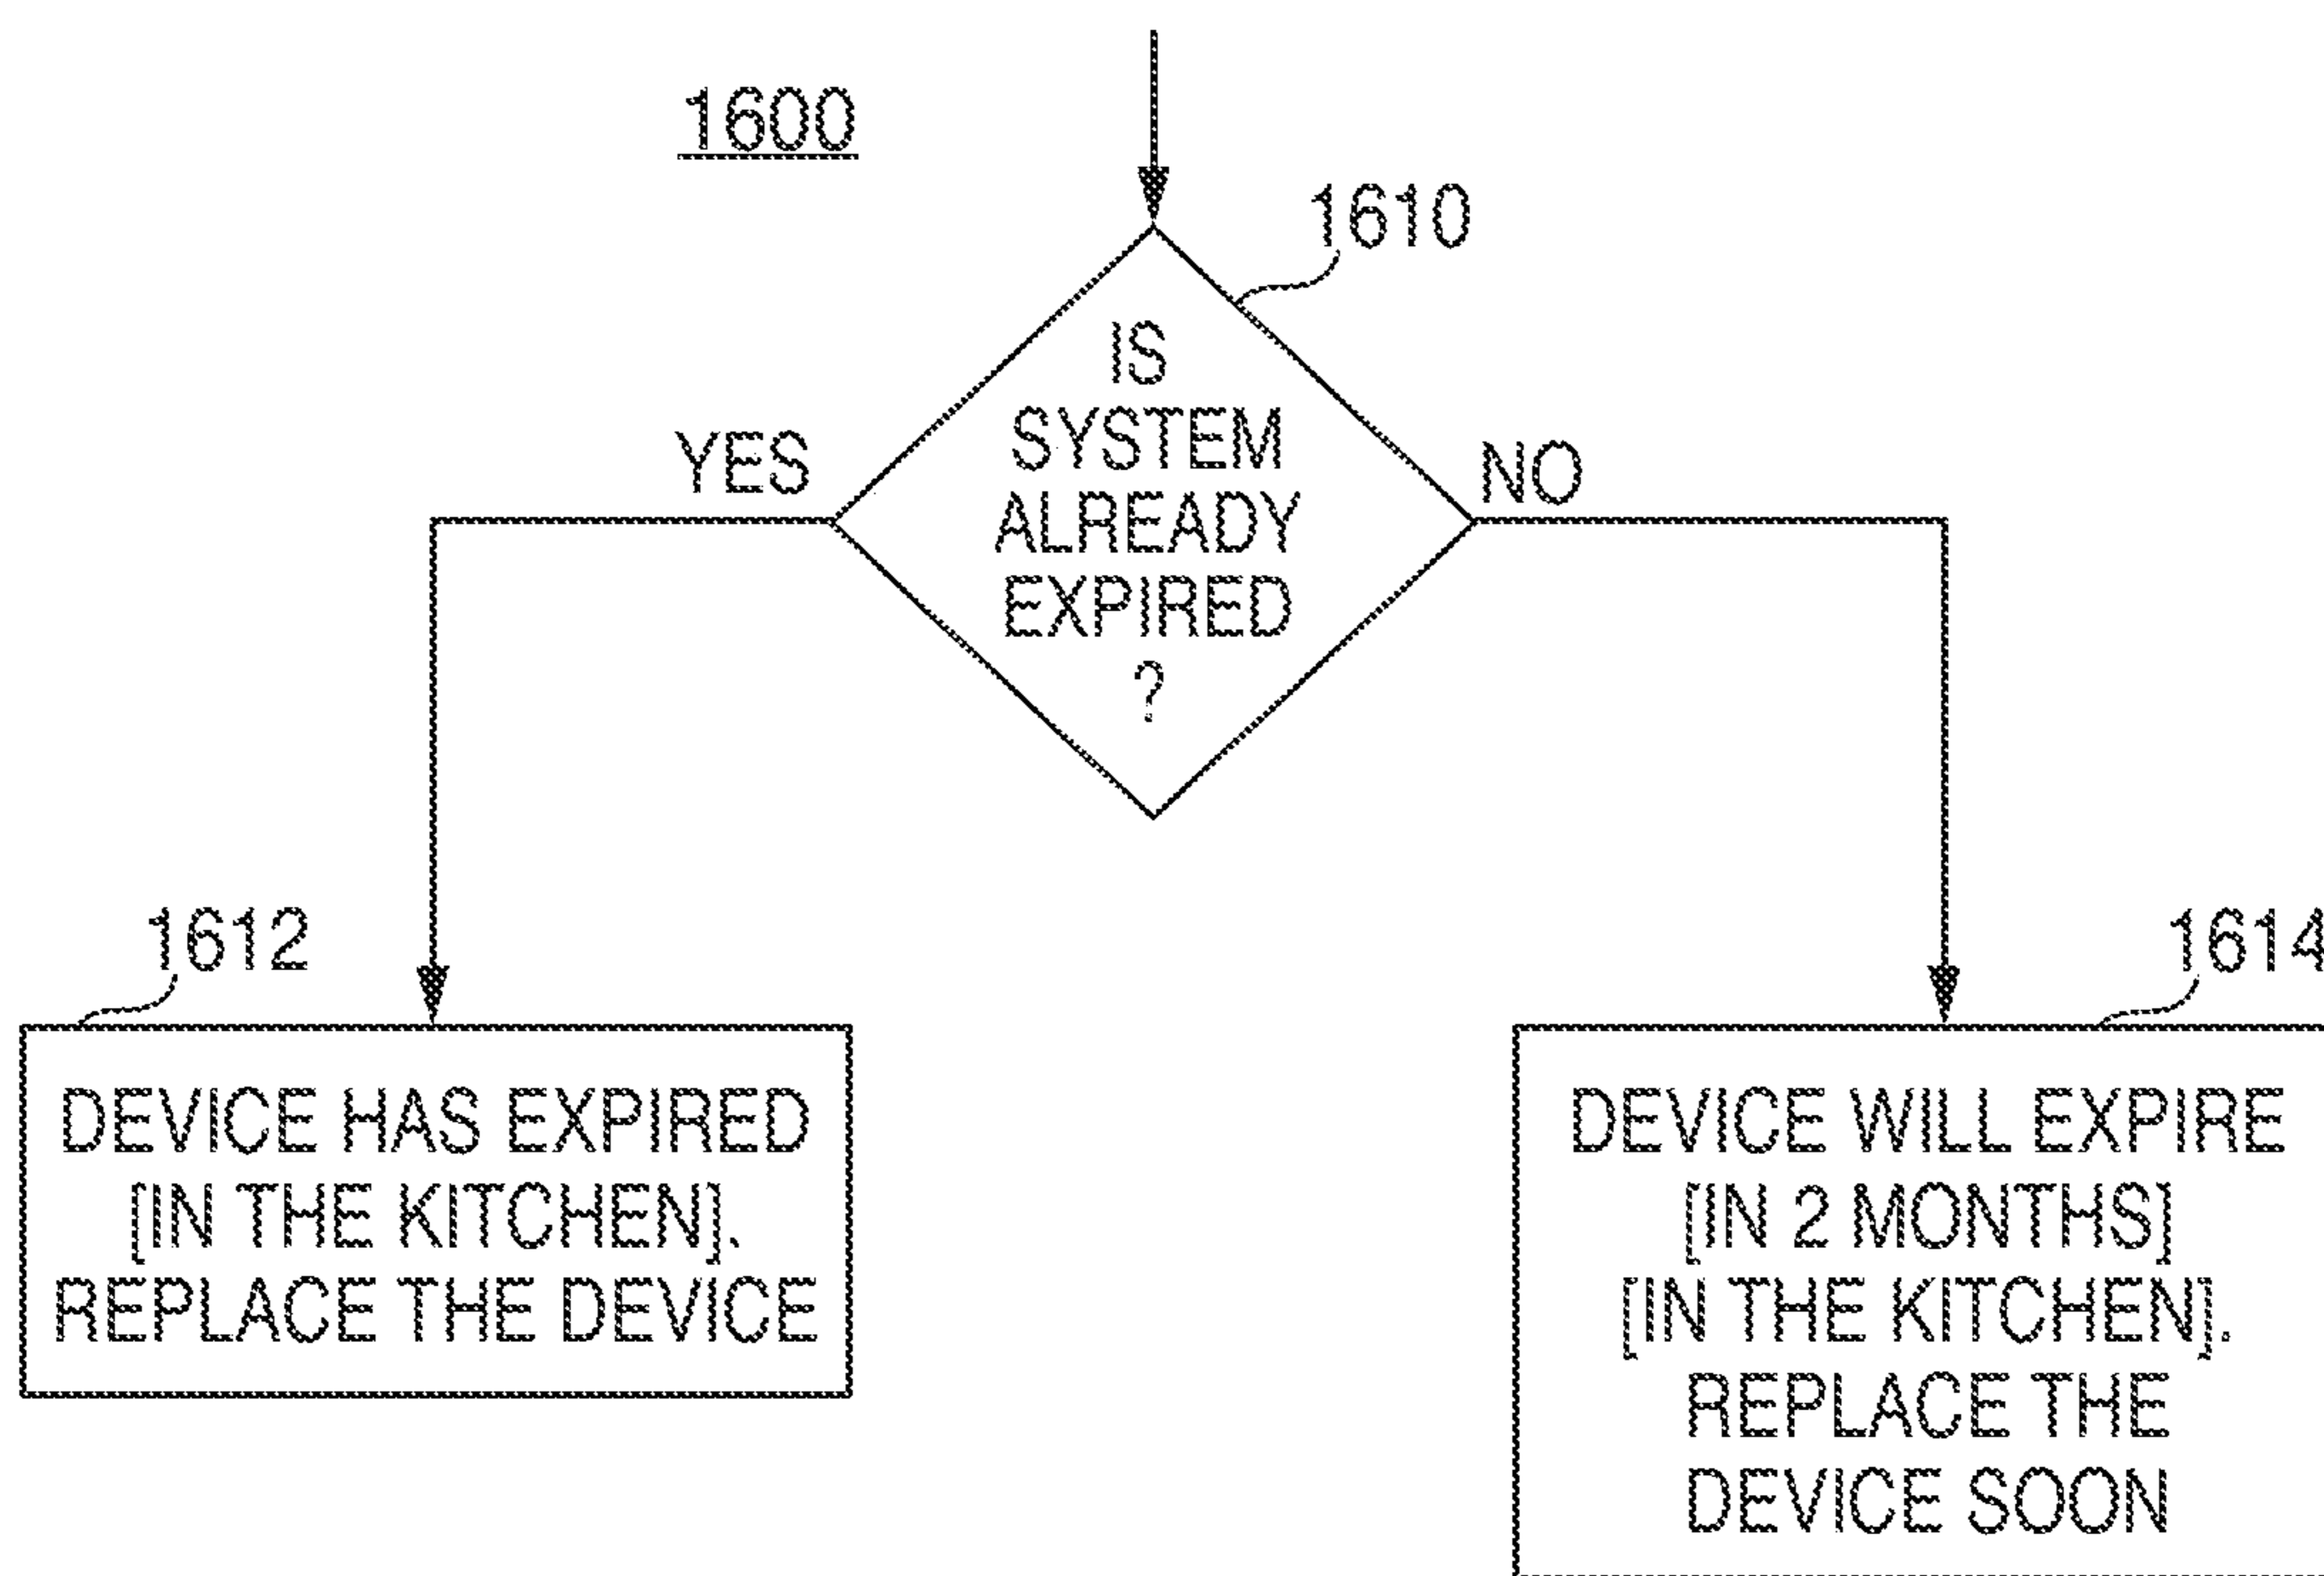 1600
1610
IS
SYSTEM
ALREADY
EXPIRED
?
YES
NO
1612
1614
DEVICE HAS EXPIRED
[IN THE KITCHEN].
REPLACE THE DEVICE
DEVICE WILL EXPIRE
[IN 2 MONTHS]
[IN THE KITCHEN].
REPLACE THE
DEVICE SOON